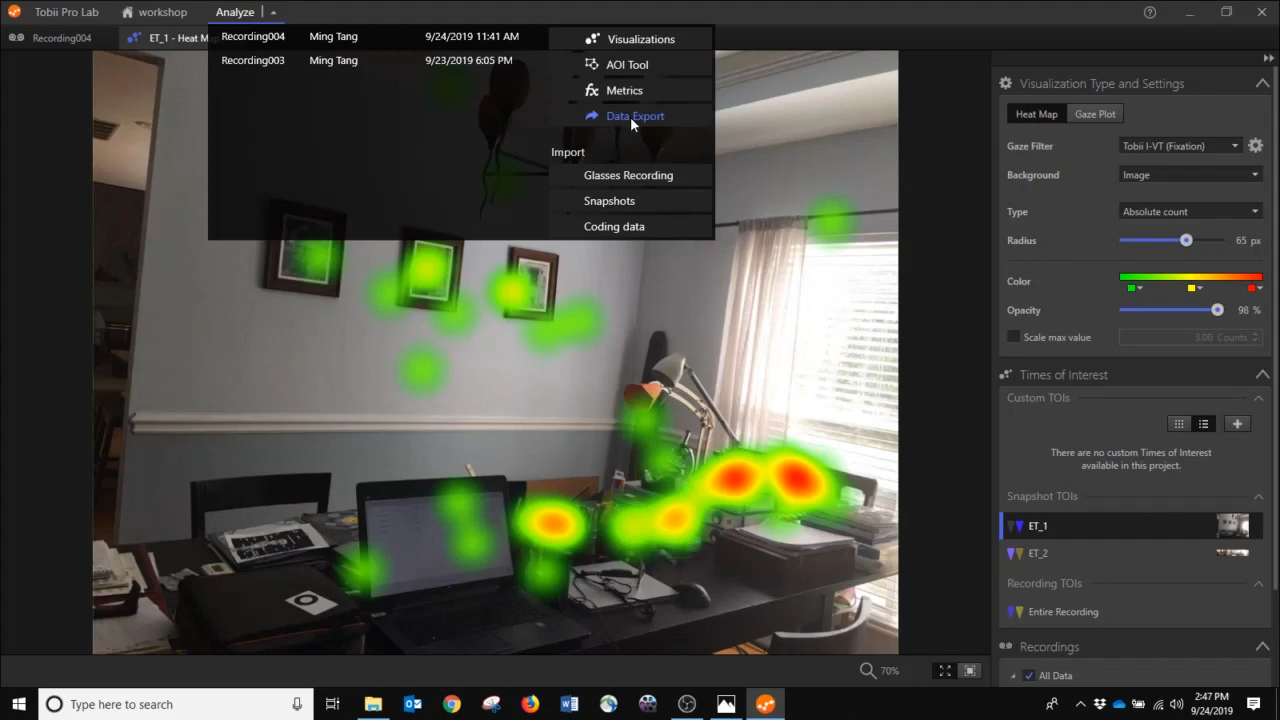 Tobii Pro Lab
workshop
Analyze
Recording004
ET_1 - Heat M
Recording004 Ming Tang 9/24/2019 11:41 AM
Recording003 Ming Tang 9/23/2019 6:05 PM
Visualizations
AOI Tool
fx Metrics
Data Export
Import
Glasses Recording
Snapshots
Coding data
Visualization Type and Settings
Heat Map Gaze Plot
Gaze Filter Tobii I-VT (Fixation)
Background Image
Type Absolute count
Radius 65 px
Color
Opacity 98 %
Scale max value 3.00 Counts
Times of Interest
Custom TOIs
There are no custom Times of Interest
available in this project.
Snapshot TOIs
ET_1
ET_2
Recording TOIs
Entire Recording
Recordings
All Data
70%
Type here to search
:47 PM
9/24/2019